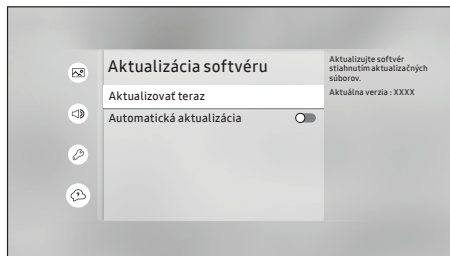 Aktualizácia softvéru
Aktualizovať teraz
Automatická aktualizácia
Aktualizujte softvér
stiahnutím aktualizačných
súborov.
Aktuálna verzia : XXXX